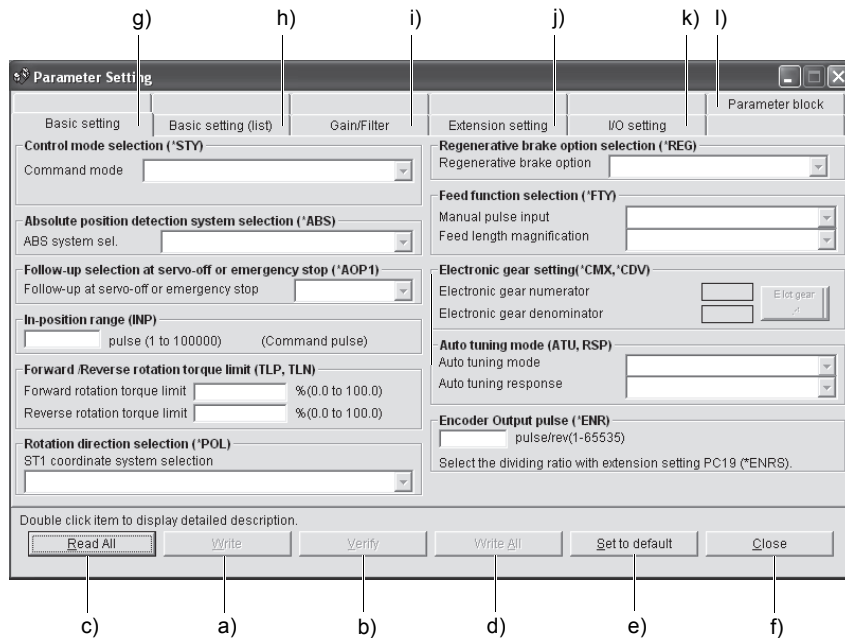 g) h) i) j) k) l)
Parameter Setting
Parameter block
Basic setting Basic setting (list) Gain/Filter Extension setting I/O setting
Control mode selection (*STY)
Command mode
Absolute position detection system selection (*ABS)
ABS system sel.
Follow-up selection at servo-off or emergency stop (*AOP1)
Follow-up at servo-off or emergency stop
In-position range (INP)
pulse (1 to 100000) (Command pulse)
Forward /Reverse rotation torque limit (TLP, TLN)
Forward rotation torque limit %(0.0 to 100.0)
Reverse rotation torque limit %(0.0 to 100.0)
Rotation direction selection (*POL)
ST1 coordinate system selection
Regenerative brake option selection (*REG)
Regenerative brake option
Feed function selection (*FTY)
Manual pulse input
Feed length magnification
Electronic gear setting(*CMX,*CDV)
Electronic gear numerator
Electronic gear denominator
Auto tuning mode (ATU, RSP)
Auto tuning mode
Auto tuning response
Encoder Output pulse (*ENR)
pulse/rev(1-65535)
Select the dividing ratio with extension setting PC19 (*ENRS).
Double click item to display detailed description.
Read All Write Verify Write All Set to default Close
c) a) b) d) e) f)